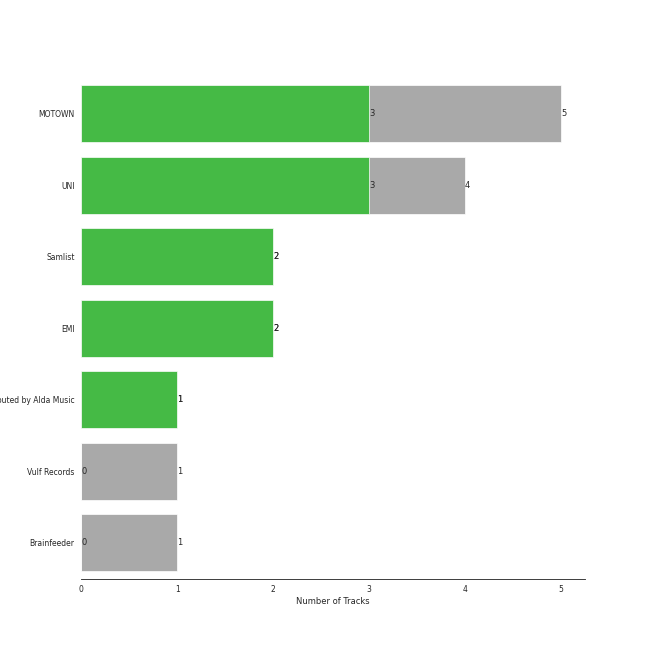 MOTOWN 3 5
UNI 3 4
Samlist 2
EMI 2
by Alda Music 1
Vulf Records 0 1
Brainfeeder 0 1
0 1 2 3 4 5
Number of Tracks